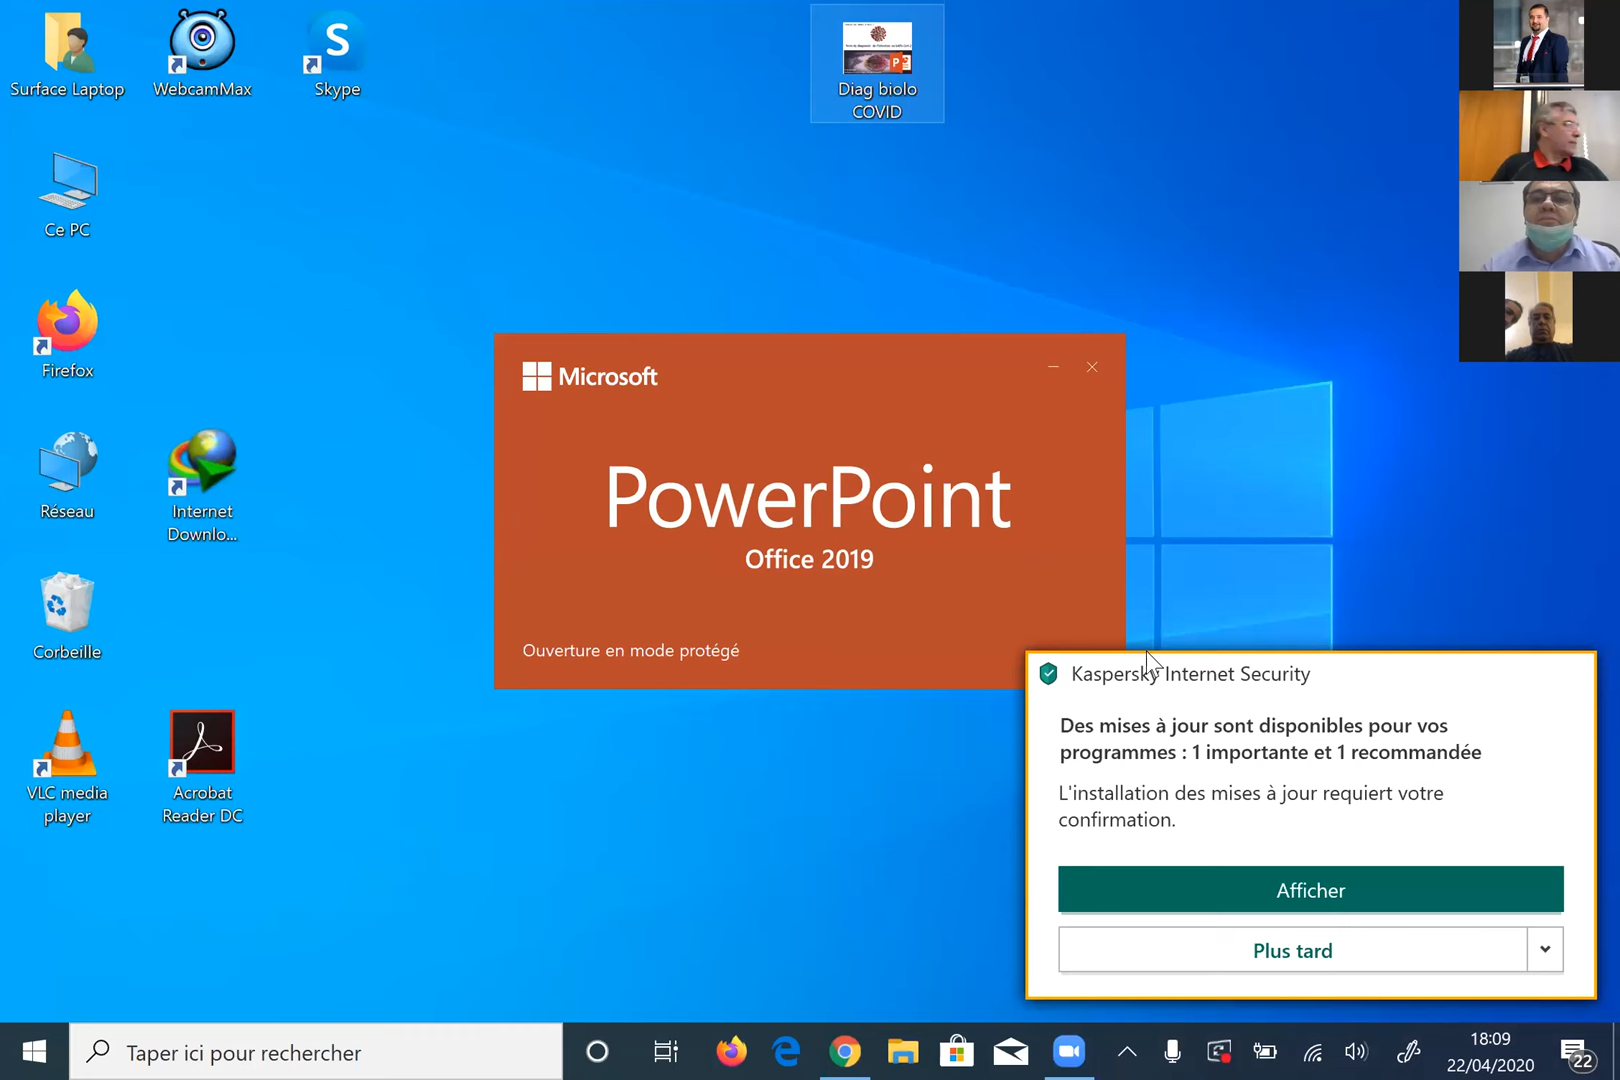 Surface Laptop
WebcamMax
S
Skype
Diag biolo
COVID
Ce PC
Firefox
Réseau
Internet
Downlo...
Corbeille
VLC media
player
Acrobat
Reader DC
Microsoft
PowerPoint
Office 2019
Ouverture en mode protégé
Kaspersky Internet Security
Des mises à jour sont disponibles pour vos
programmes : 1 importante et 1 recommandée
L'installation des mises à jour requiert votre
confirmation.
Afficher
Plus tard
Taper ici pour rechercher
18:09
22/04/2020
22